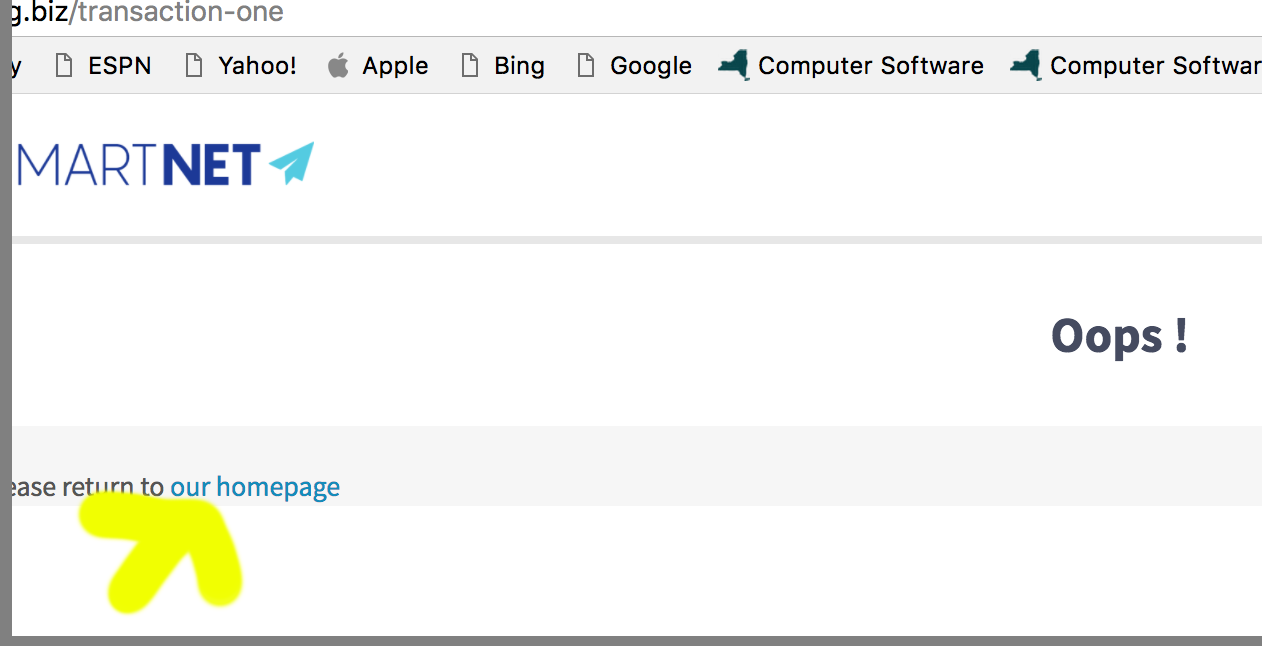 g.biz/transaction-one
y ESPN Yahoo! Apple Bing Google Computer Software Computer Softwar
MARTNET
Oops !
ease return to our homepage